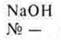 NaOH
№ —